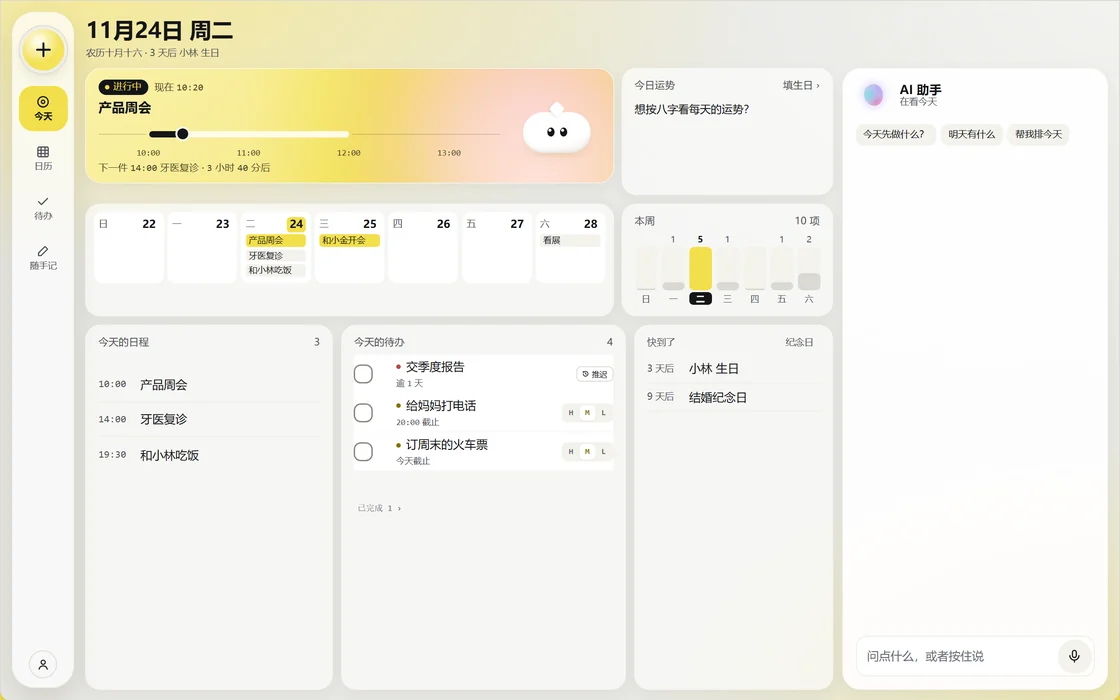 11月24日 周二
农历十月十六 · 3 天后 小林 生日
今天
日历
待办
随手记
进行中 现在 10:20
产品周会
10:00 11:00 12:00 13:00
下一件 14:00 牙医复诊 · 3 小时 40 分后
今日运势 填生日 ›
想按八字看每天的运势?
日 22 一 23 二 24 三 25 四 26 五 27 六 28
产品周会 和小金开会 看展
牙医复诊
和小林吃饭
本周 10 项
1 5 1 1 2
日 一 二 三 四 五 六
今天的日程 3
10:00 产品周会
14:00 牙医复诊
19:30 和小林吃饭
今天的待办 4
交季度报告
逾 1 天
推迟
给妈妈打电话
20:00 截止
H M L
订周末的火车票
今天截止
H M L
已完成 1 ›
快到了 纪念日
3 天后 小林 生日
9 天后 结婚纪念日
AI 助手
在看今天
今天先做什么? 明天有什么 帮我排今天
问点什么，或者按住说